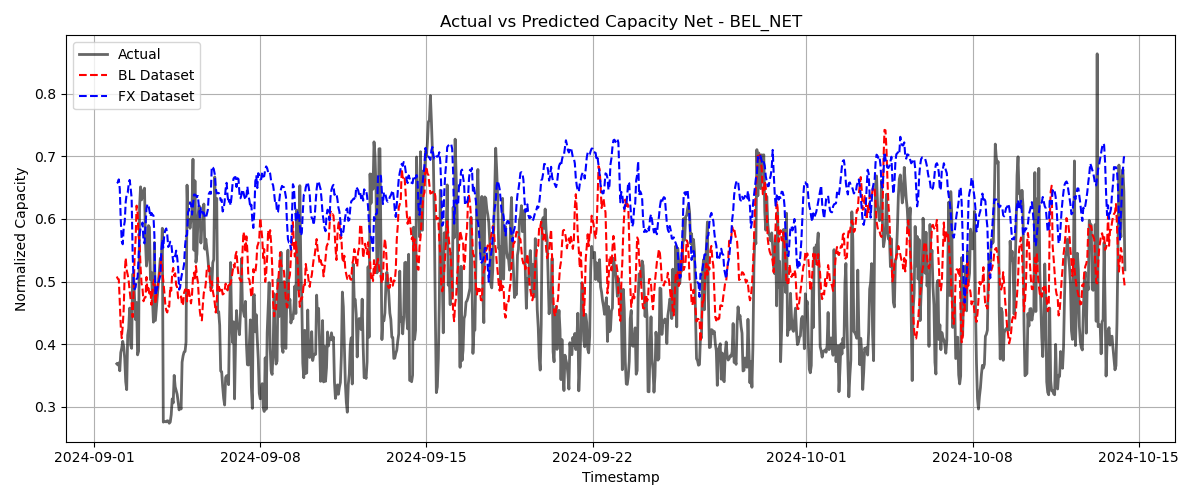 Actual vs Predicted Capacity Net - BEL_NET
Actual
BL Dataset
FX Dataset
Normalized Capacity
0.8
0.7
0.6
0.5
0.4
0.3
2024-09-01 2024-09-08 2024-09-15 2024-09-22 2024-10-01 2024-10-08 2024-10-15
Timestamp